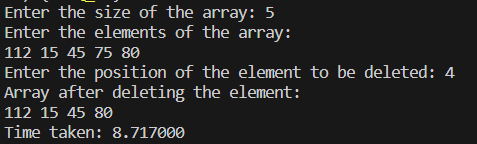 Enter the size of the array: 5
Enter the elements of the array:
112 15 45 75 80
Enter the position of the element to be deleted: 4
Array after deleting the element:
112 15 45 80
Time taken: 8.717000